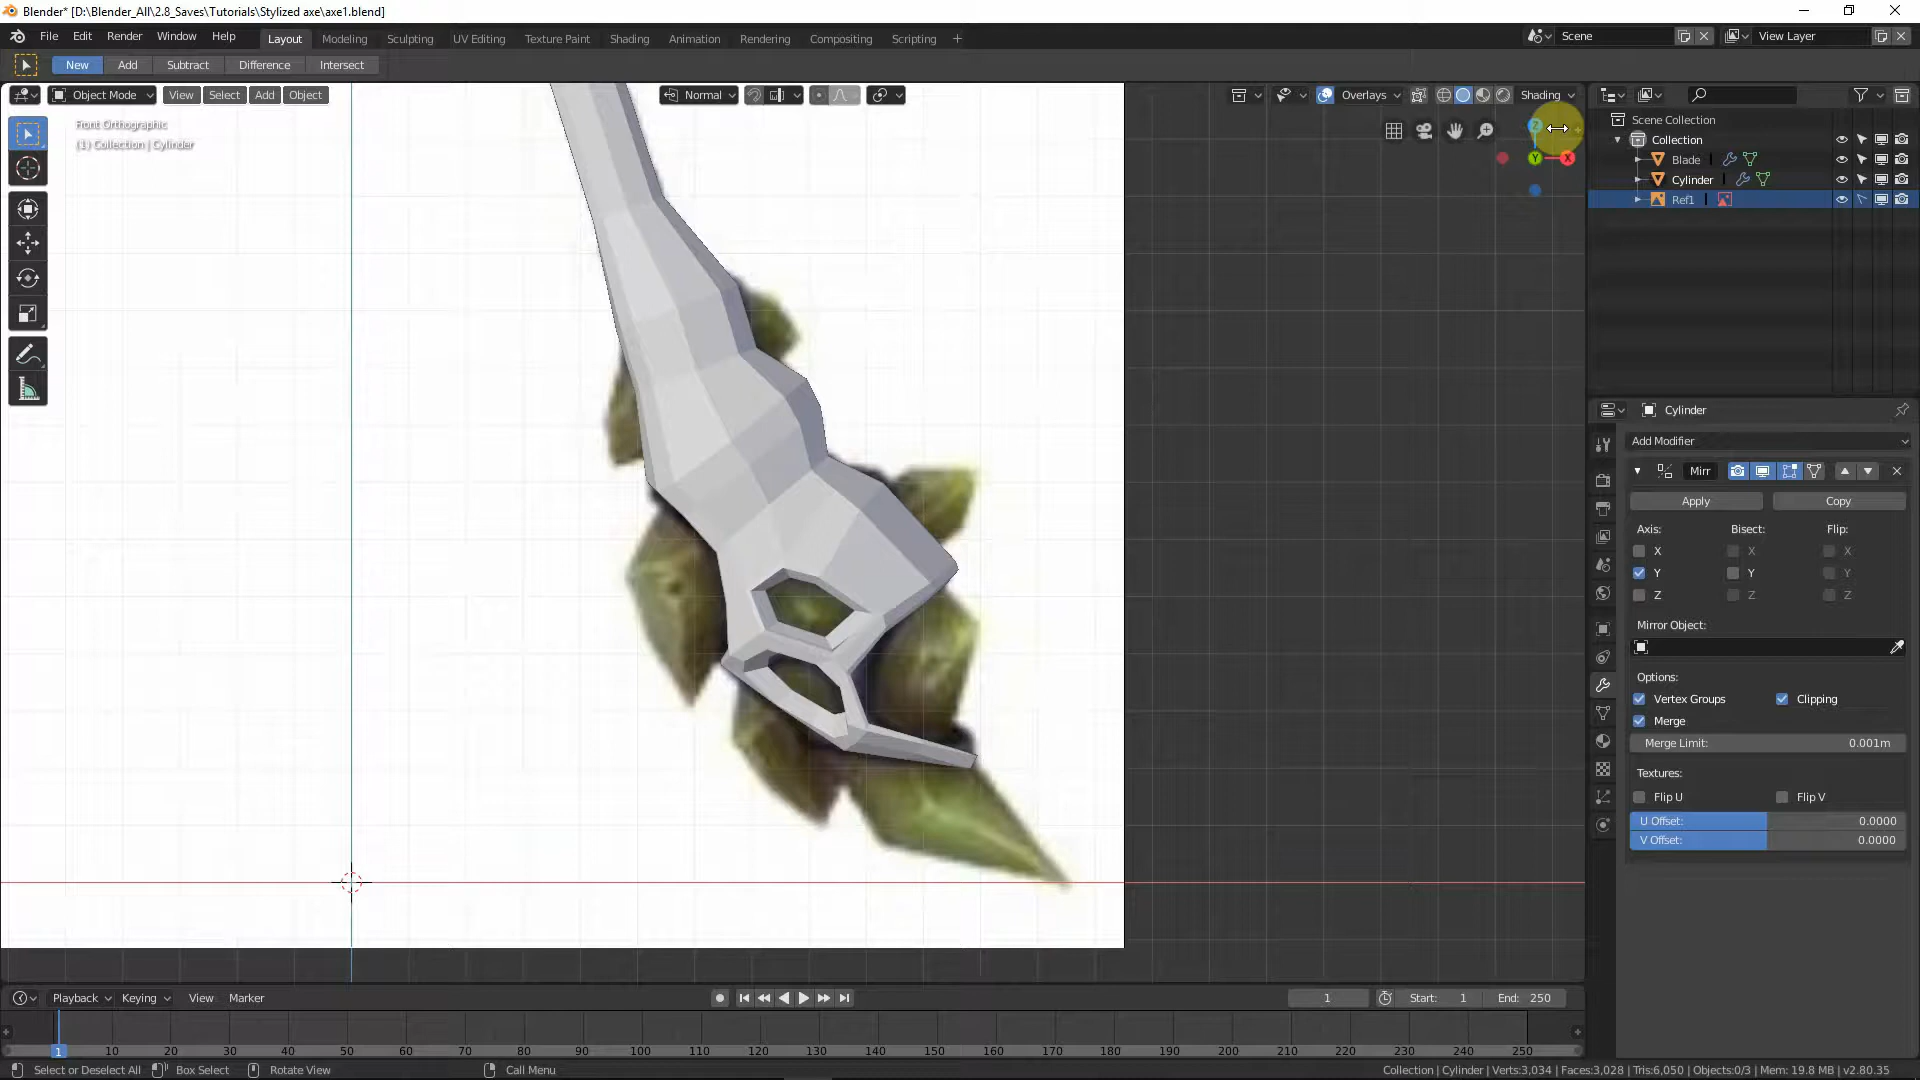 Blender* [D:\Blender_All\2.8_Saves\Tutorials\Stylized axe\axe1.blend]
File Edit Render Window Help Layout Modeling Sculpting UV Editing Texture Paint Shading Animation Rendering Compositing Scripting + Scene View Layer
New Add Subtract Difference Intersect
Object Mode View Select Add Object Normal Overlays Shading
Front Orthographic
(1) Collection | Cylinder
Z
Y X
Scene Collection
Collection
Blade
Cylinder
Ref1
Cylinder
Add Modifier
Mirr
Apply Copy
Axis: Bisect: Flip:
X X X
Y Y Y
Z Z Z
Mirror Object:
Options:
Vertex Groups Clipping
Merge
Merge Limit: 0.001m
Textures:
Flip U Flip V
U Offset: 0.0000
V Offset: 0.0000
Playback Keying View Marker 1 Start: 1 End: 250
1 10 20 30 40 50 60 70 80 90 100 110 120 130 140 150 160 170 180 190 200 210 220 230 240 250
Select or Deselect All Box Select Rotate View Call Menu Collection | Cylinder | Verts:3,034 | Faces:3,028 | Tris:6,050 | Objects:0/3 | Mem: 19.8 MB | v2.80.35